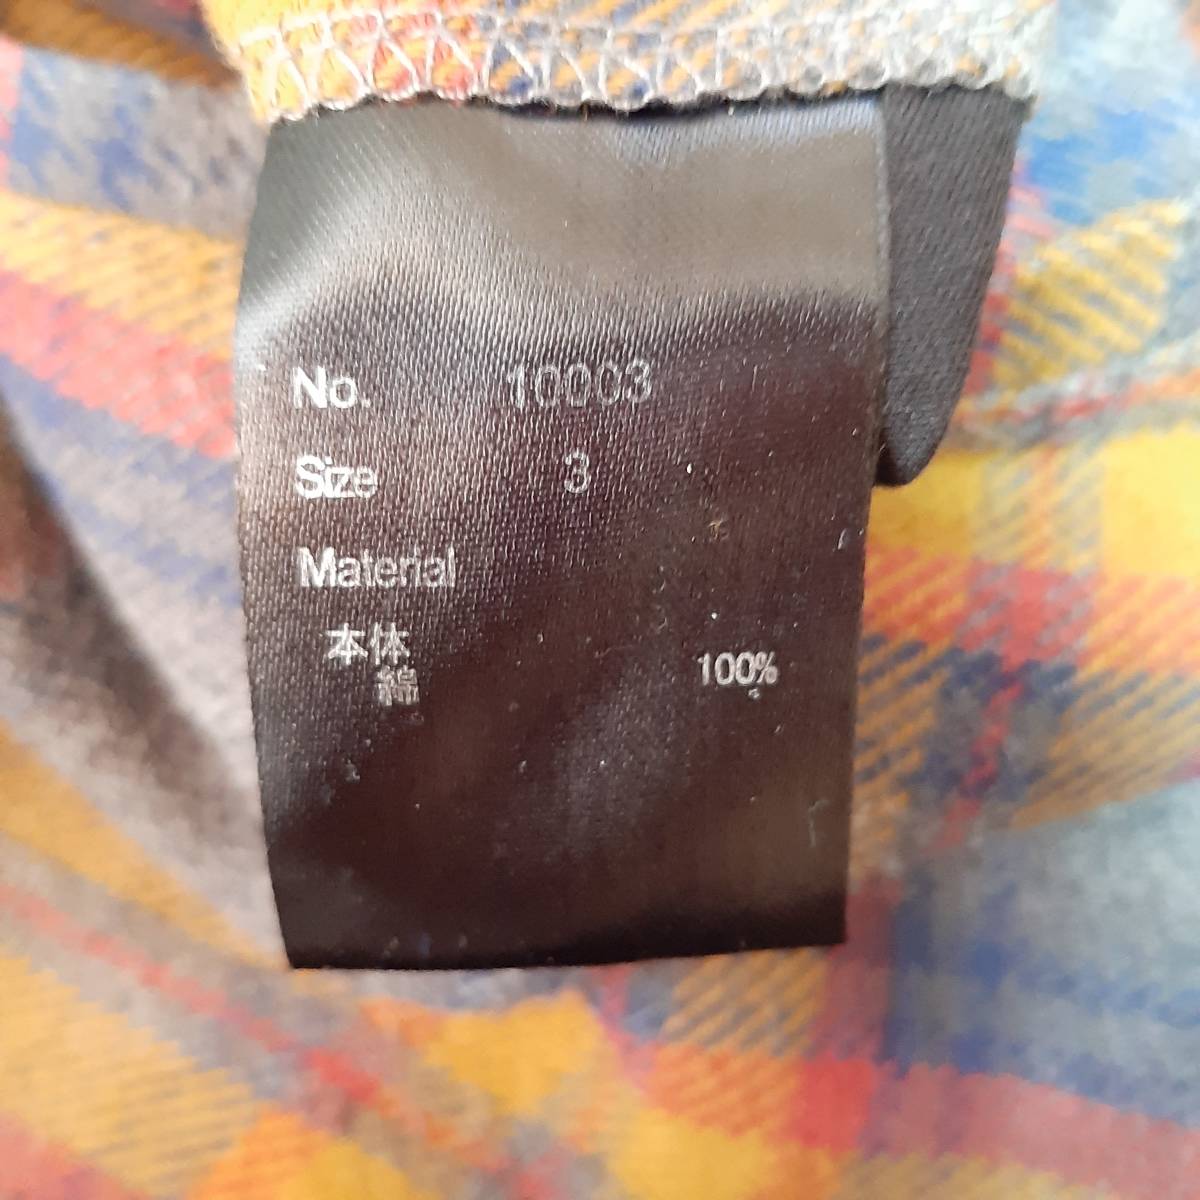 No. 10003
Size 3
Material
本体
綿 100%